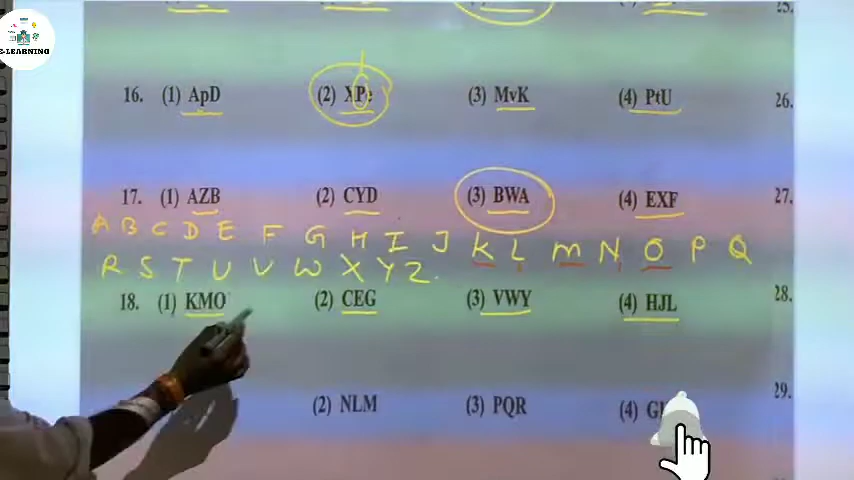 E-LEARNING
25.
16. (1) ApD (2) XPe (3) MvK (4) PtU 26.
17. (1) AZB (2) CYD (3) BWA (4) EXF 27.
A B C D E F G H I J K L M N O P Q
R S T U V W X Y Z.
18. (1) KMO (2) CEG (3) VWY (4) HJL 28.
(2) NLM (3) PQR (4) 29.